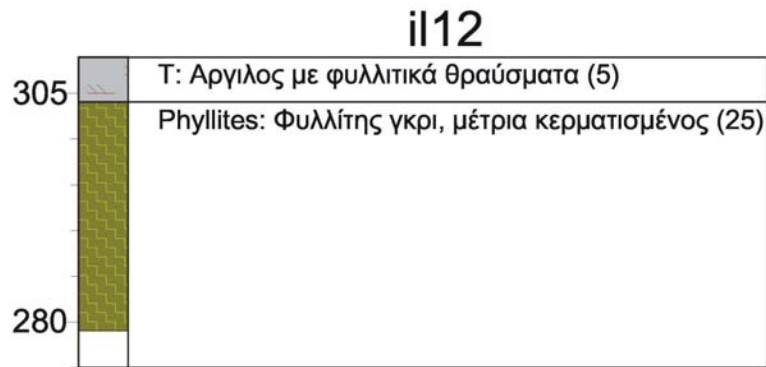 il12
T: Αργιλος με φυλλιτικά θραύσματα (5)
305
Phyllites: Φυλλίτης γκρι, μέτρια κερματισμένος (25)
280